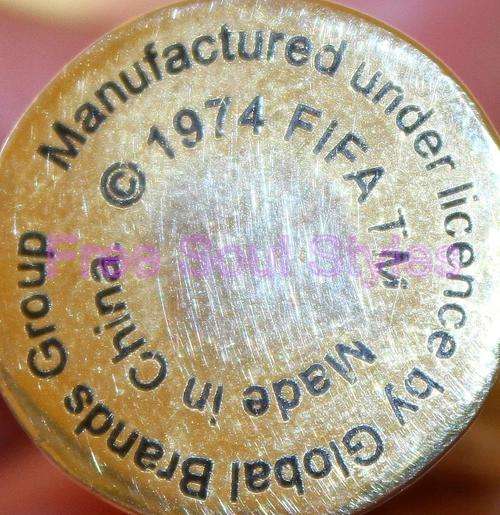 Manufactured under licence by Global Brands Group
© 1974 FIFA TM Made in China.
Free Soul Styles